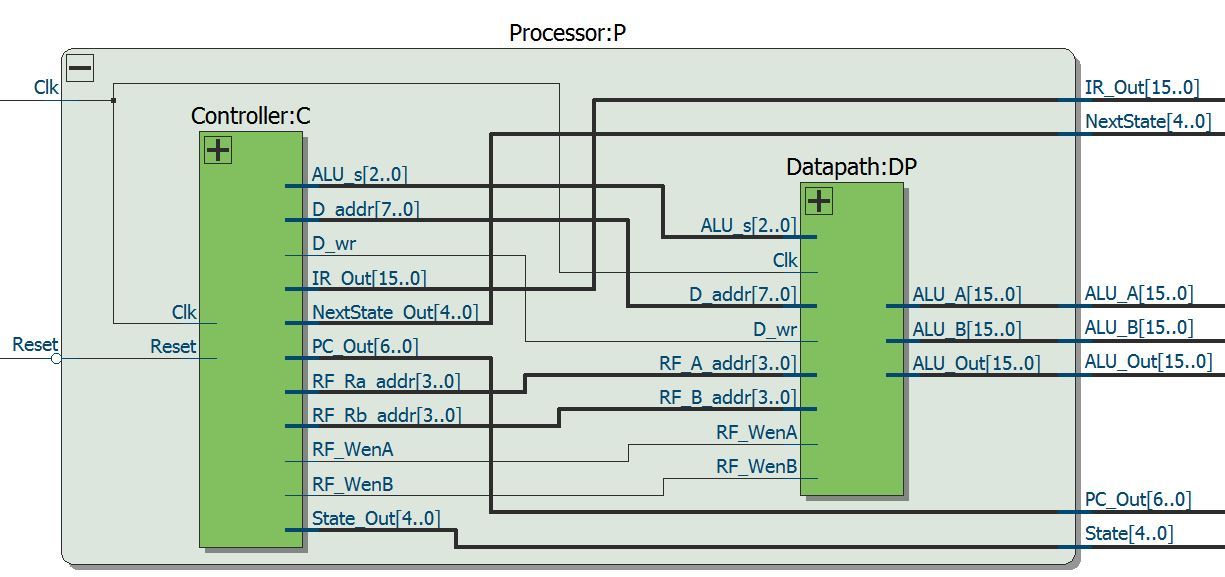 Processor:P
Clk
IR_Out[15..0]
NextState[4..0]
Controller:C
Datapath:DP
ALU_s[2..0]
D_addr[7..0]
D_wr
IR_Out[15..0]
NextState_Out[4..0]
PC_Out[6..0]
RF_Ra_addr[3..0]
RF_Rb_addr[3..0]
RF_WenA
RF_WenB
State_Out[4..0]
Clk
Reset
Reset
ALU_s[2..0]
Clk
D_addr[7..0]
D_wr
RF_A_addr[3..0]
RF_B_addr[3..0]
RF_WenA
RF_WenB
ALU_A[15..0]
ALU_B[15..0]
ALU_Out[15..0]
ALU_A[15..0]
ALU_B[15..0]
ALU_Out[15..0]
PC_Out[6..0]
State[4..0]